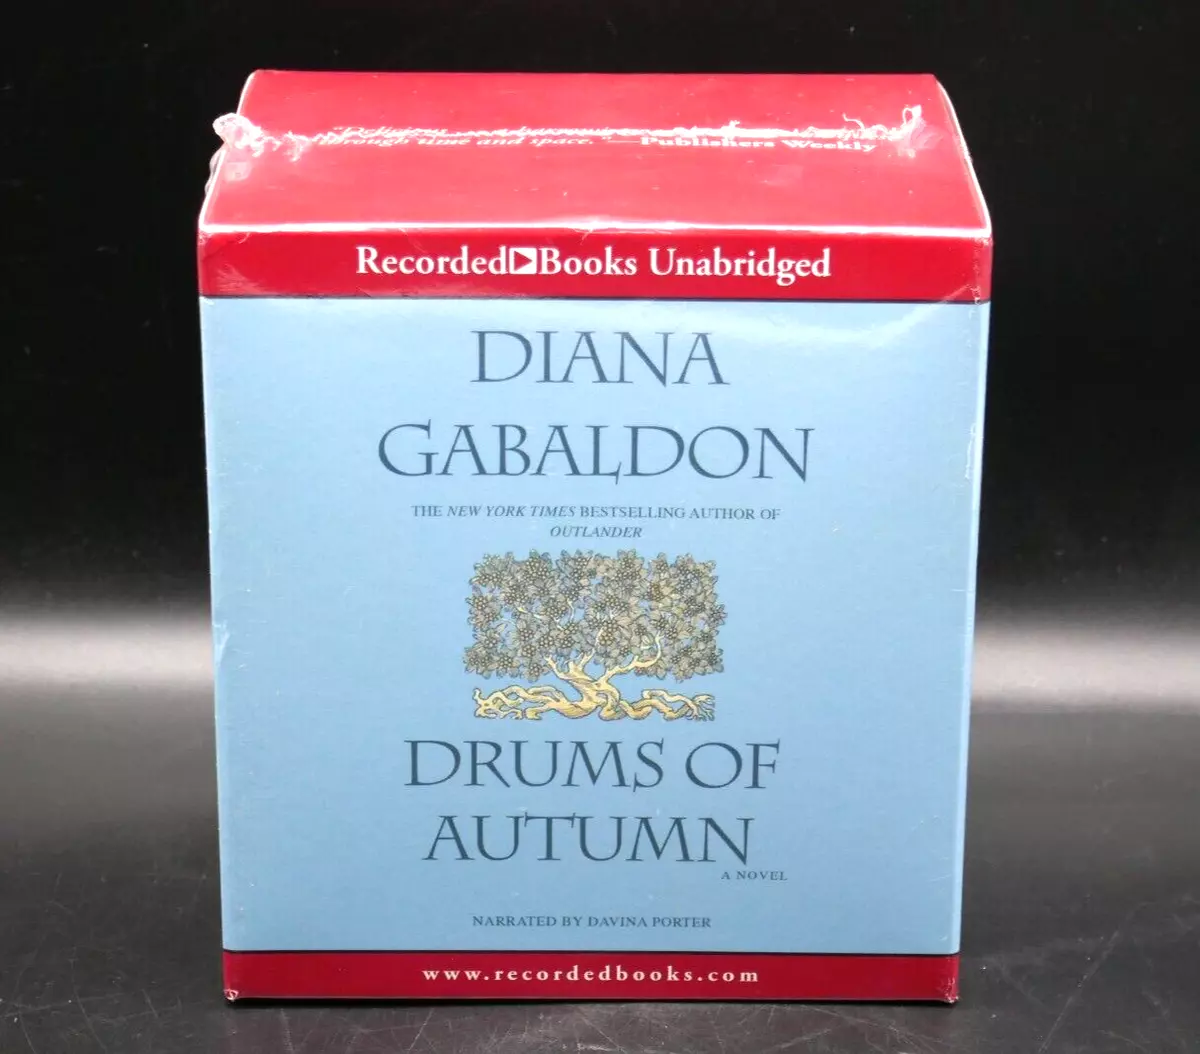 through time and space." —Publishers Weekly
Recorded Books Unabridged
DIANA
GABALDON
THE NEW YORK TIMES BESTSELLING AUTHOR OF
OUTLANDER
DRUMS OF
AUTUMN
A NOVEL
NARRATED BY DAVINA PORTER
www.recordedbooks.com